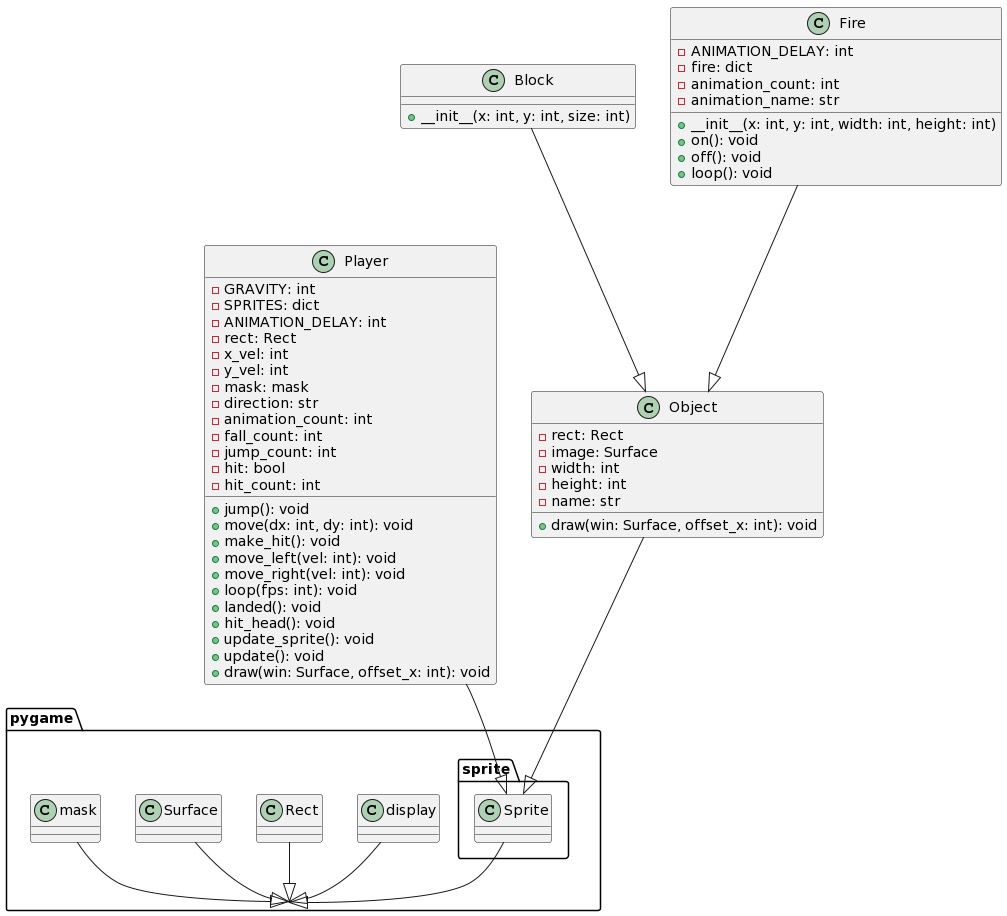 C Fire
ANIMATION_DELAY: int
fire: dict
animation_count: int
animation_name: str
__init__(x: int, y: int, width: int, height: int)
on(): void
off(): void
loop(): void
C Block
__init__(x: int, y: int, size: int)
C Player
GRAVITY: int
SPRITES: dict
ANIMATION_DELAY: int
rect: Rect
x_vel: int
y_vel: int
mask: mask
direction: str
animation_count: int
fall_count: int
jump_count: int
hit: bool
hit_count: int
jump(): void
move(dx: int, dy: int): void
make_hit(): void
move_left(vel: int): void
move_right(vel: int): void
loop(fps: int): void
landed(): void
hit_head(): void
update_sprite(): void
update(): void
draw(win: Surface, offset_x: int): void
C Object
rect: Rect
image: Surface
width: int
height: int
name: str
draw(win: Surface, offset_x: int): void
pygame
sprite
C mask
C Surface
C Rect
C display
C Sprite